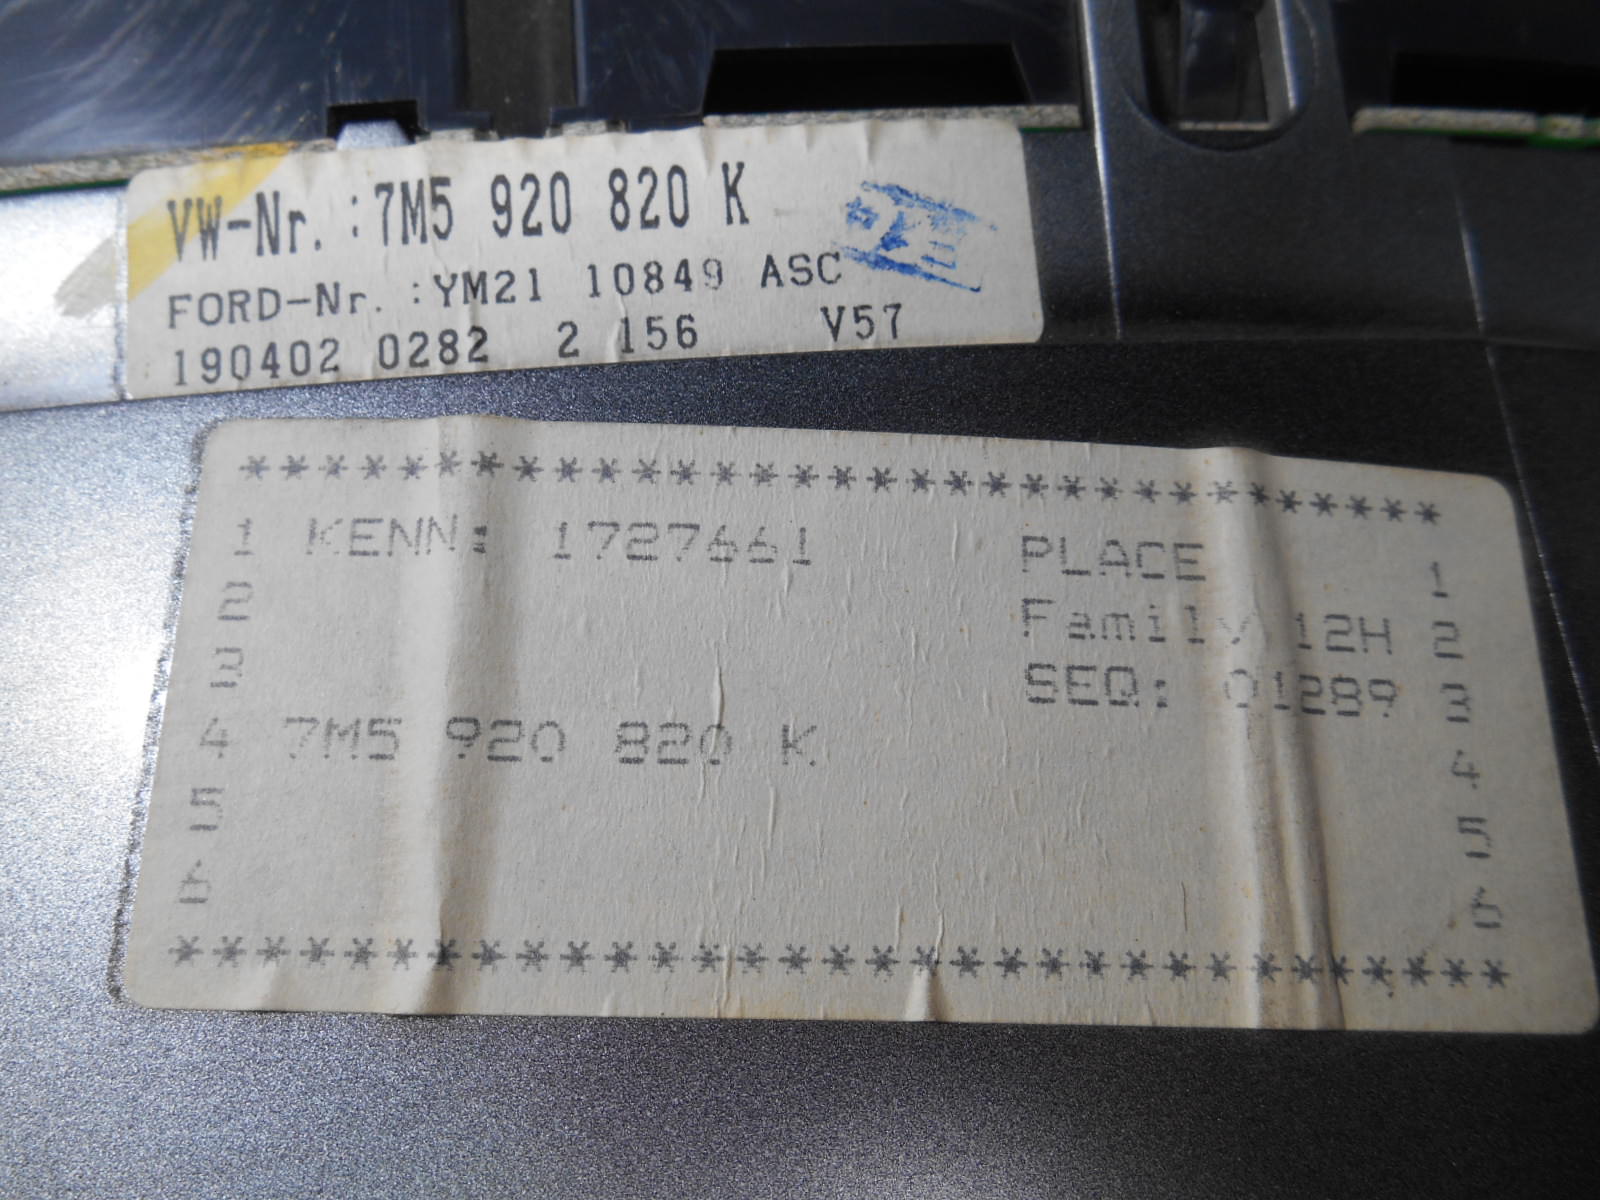 VW-Nr. :7M5 920 820 K
FORD-Nr. :YM21 10849 ASC
190402 0282 2 156 V57
************************************
1 KENN: 1727661 PLACE 1
2 Family 12H 2
3 SEQ: 01289 3
4 7M5 920 820 K 4
5 5
6 6
********************************